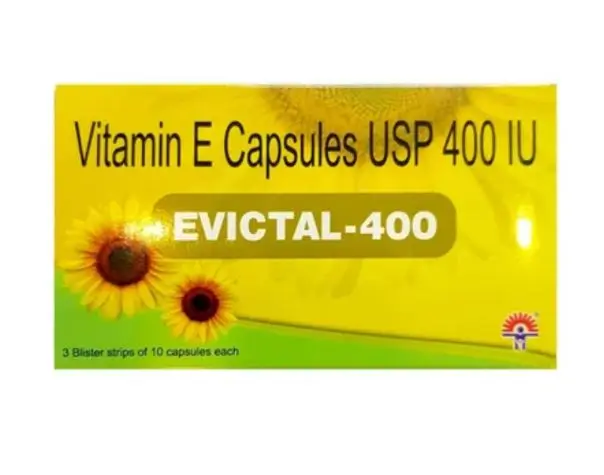 Vitamin E Capsules USP 400 IU
EVICTAL-400
3 Blister strips of 10 capsules each